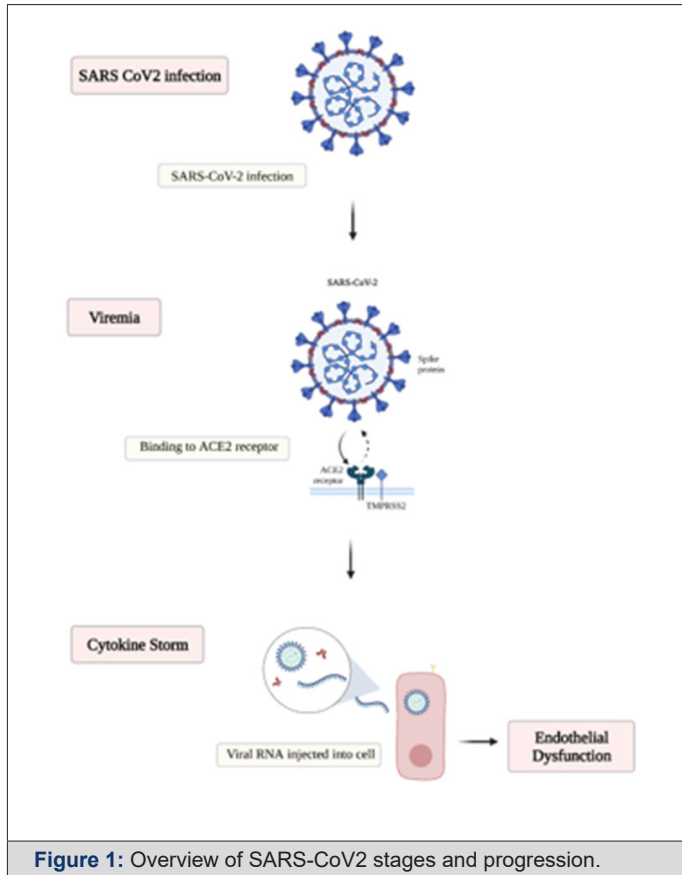 SARS CoV2 infection
SARS-CoV-2 infection
SARS-CoV-2
Viremia
Spike
protein
Binding to ACE2 receptor
ACE2
receptor
TMPRSS2
Cytokine Storm
Viral RNA injected into cell
Endothelial
Dysfunction
Figure 1: Overview of SARS-CoV2 stages and progression.